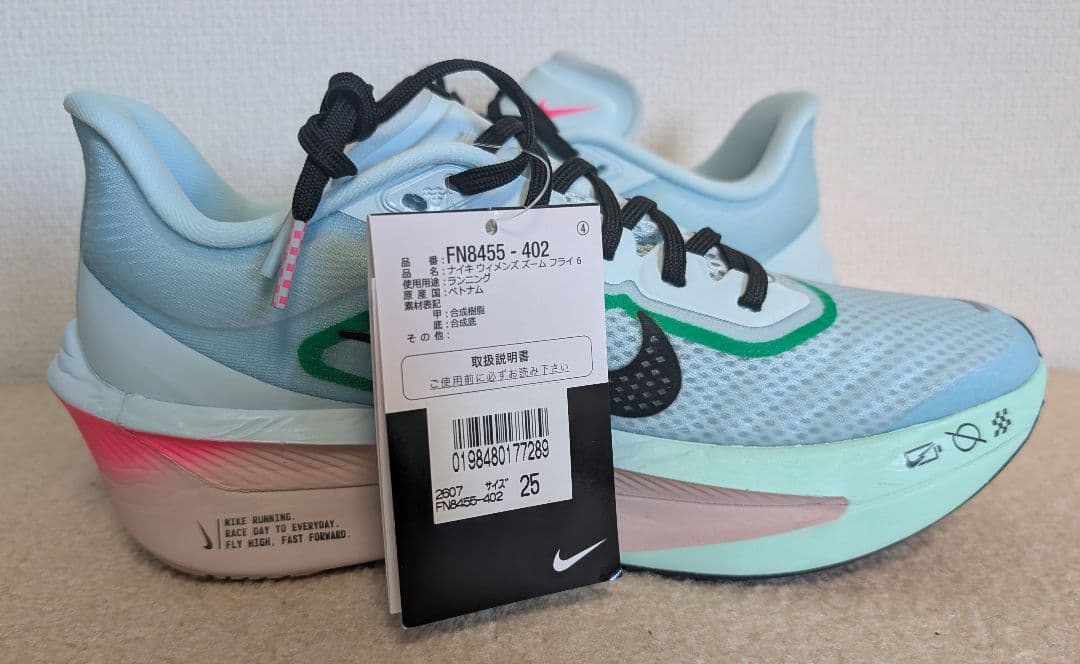 ④
品番:FN8455-402
品名:ナイキ ウィメンズ ズーム フライ 6
使用用途:ランニング
原産国:ベトナム
素材表記
甲:合成樹脂
底:合成底
その他:
取扱説明書
ご使用前に必ずお読み下さい
0198480177289
2607 サイズ 25
FN8455-402
NIKE RUNNING.
RACE DAY TO EVERYDAY.
FLY HIGH, FAST FORWARD.